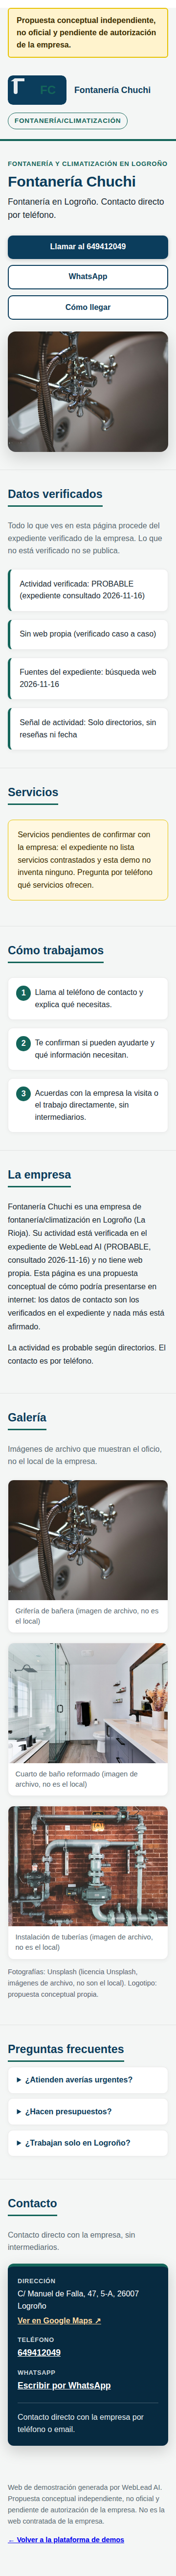 Propuesta conceptual independiente,
no oficial y pendiente de autorización
de la empresa.
FC
Fontanería Chuchi
FONTANERÍA/CLIMATIZACIÓN
FONTANERÍA Y CLIMATIZACIÓN EN LOGROÑO
Fontanería Chuchi
Fontanería en Logroño. Contacto directo
por teléfono.
Llamar al 649412049
WhatsApp
Cómo llegar
Datos verificados
Todo lo que ves en esta página procede del
expediente verificado de la empresa. Lo que
no está verificado no se publica.
Actividad verificada: PROBABLE
(expediente consultado 2026-11-16)
Sin web propia (verificado caso a caso)
Fuentes del expediente: búsqueda web
2026-11-16
Señal de actividad: Solo directorios, sin
reseñas ni fecha
Servicios
Servicios pendientes de confirmar con
la empresa: el expediente no lista
servicios contrastados y esta demo no
inventa ninguno. Pregunta por teléfono
qué servicios ofrecen.
Cómo trabajamos
1 Llama al teléfono de contacto y
explica qué necesitas.
2 Te confirman si pueden ayudarte y
qué información necesitan.
3 Acuerdas con la empresa la visita o
el trabajo directamente, sin
intermediarios.
La empresa
Fontanería Chuchi es una empresa de
fontanería/climatización en Logroño (La
Rioja). Su actividad está verificada en el
expediente de WebLead AI (PROBABLE,
consultado 2026-11-16) y no tiene web
propia. Esta página es una propuesta
conceptual de cómo podría presentarse en
internet: los datos de contacto son los
verificados en el expediente y nada más está
afirmado.
La actividad es probable según directorios. El
contacto es por teléfono.
Galería
Imágenes de archivo que muestran el oficio,
no el local de la empresa.
Grifería de bañera (imagen de archivo, no es
el local)
Cuarto de baño reformado (imagen de
archivo, no es el local)
Instalación de tuberías (imagen de archivo,
no es el local)
Fotografías: Unsplash (licencia Unsplash,
imágenes de archivo, no son el local). Logotipo:
propuesta conceptual propia.
Preguntas frecuentes
¿Atienden averías urgentes?
¿Hacen presupuestos?
¿Trabajan solo en Logroño?
Contacto
Contacto directo con la empresa, sin
intermediarios.
DIRECCIÓN
C/ Manuel de Falla, 47, 5-A, 26007
Logroño
Ver en Google Maps ↗
TELÉFONO
649412049
WHATSAPP
Escribir por WhatsApp
Contacto directo con la empresa por
teléfono o email.
Web de demostración generada por WebLead AI.
Propuesta conceptual independiente, no oficial y
pendiente de autorización de la empresa. No es la
web contratada de la empresa.
← Volver a la plataforma de demos